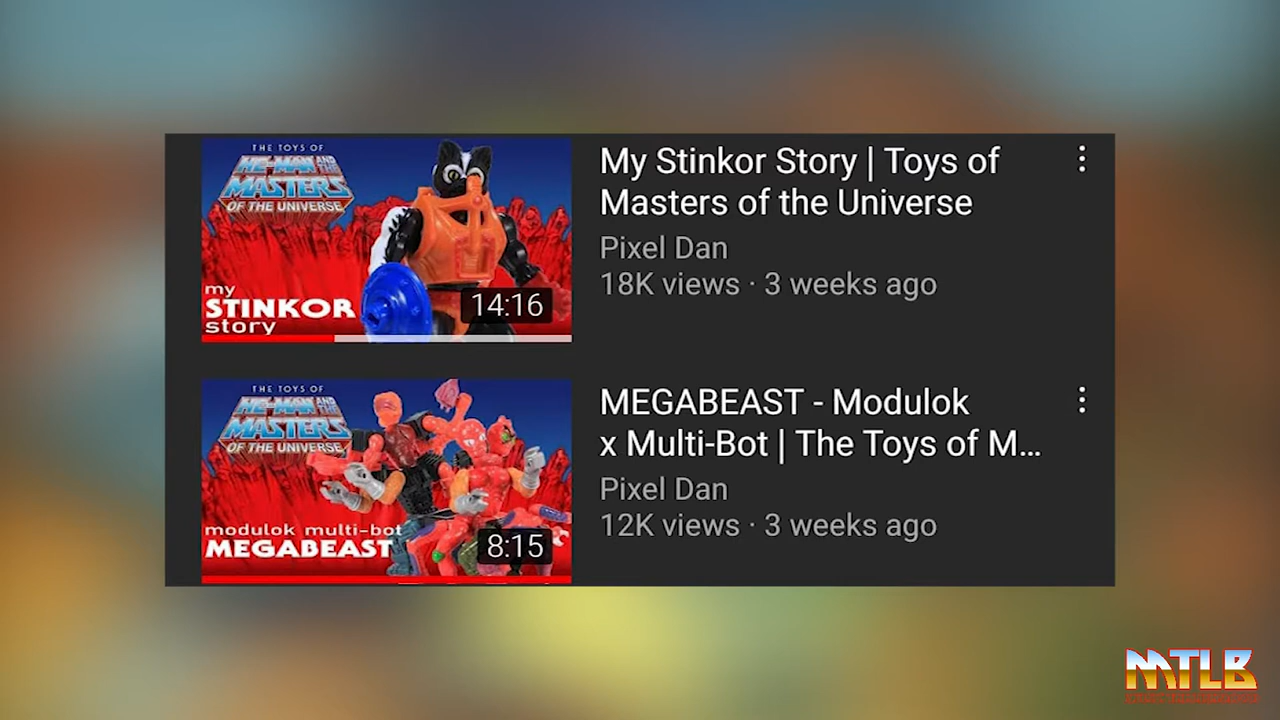 THE TOYS OF
HE-MAN AND THE
MASTERS
OF THE UNIVERSE
my
STINKOR
story
14:16
My Stinkor Story | Toys of
Masters of the Universe
Pixel Dan
18K views · 3 weeks ago
THE TOYS OF
HE-MAN AND THE
MASTERS
OF THE UNIVERSE
modulok multi-bot
MEGABEAST
8:15
MEGABEAST - Modulok
x Multi-Bot | The Toys of M...
Pixel Dan
12K views · 3 weeks ago
MTLB